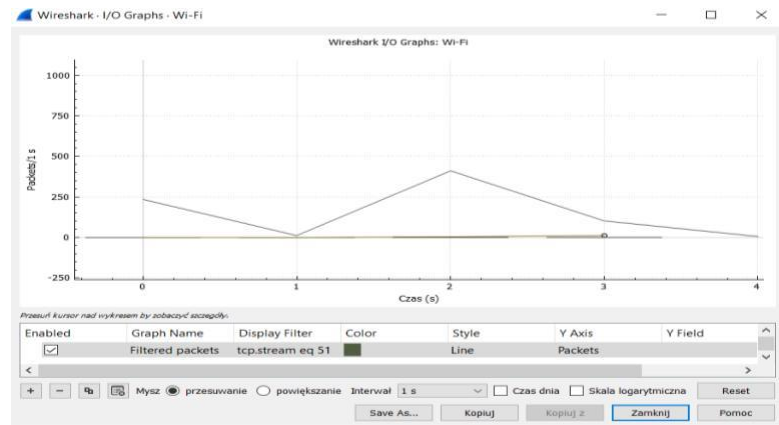 Wireshark · I/O Graphs · Wi-Fi
Wireshark I/O Graphs: Wi-Fi
1000
750
500
250
0
-250
Packets/1 s
0 1 2 3 4
Czas (s)
Przesuń kursor nad wykresem by zobaczyć szczegóły.
Enabled Graph Name Display Filter Color Style Y Axis Y Field
Filtered packets tcp.stream eq 51 Line Packets
+ − Mysz przesuwanie powiększanie Interwał 1 s Czas dnia Skala logarytmiczna Reset
Save As... Kopiuj Kopiuj z Zamknij Pomoc